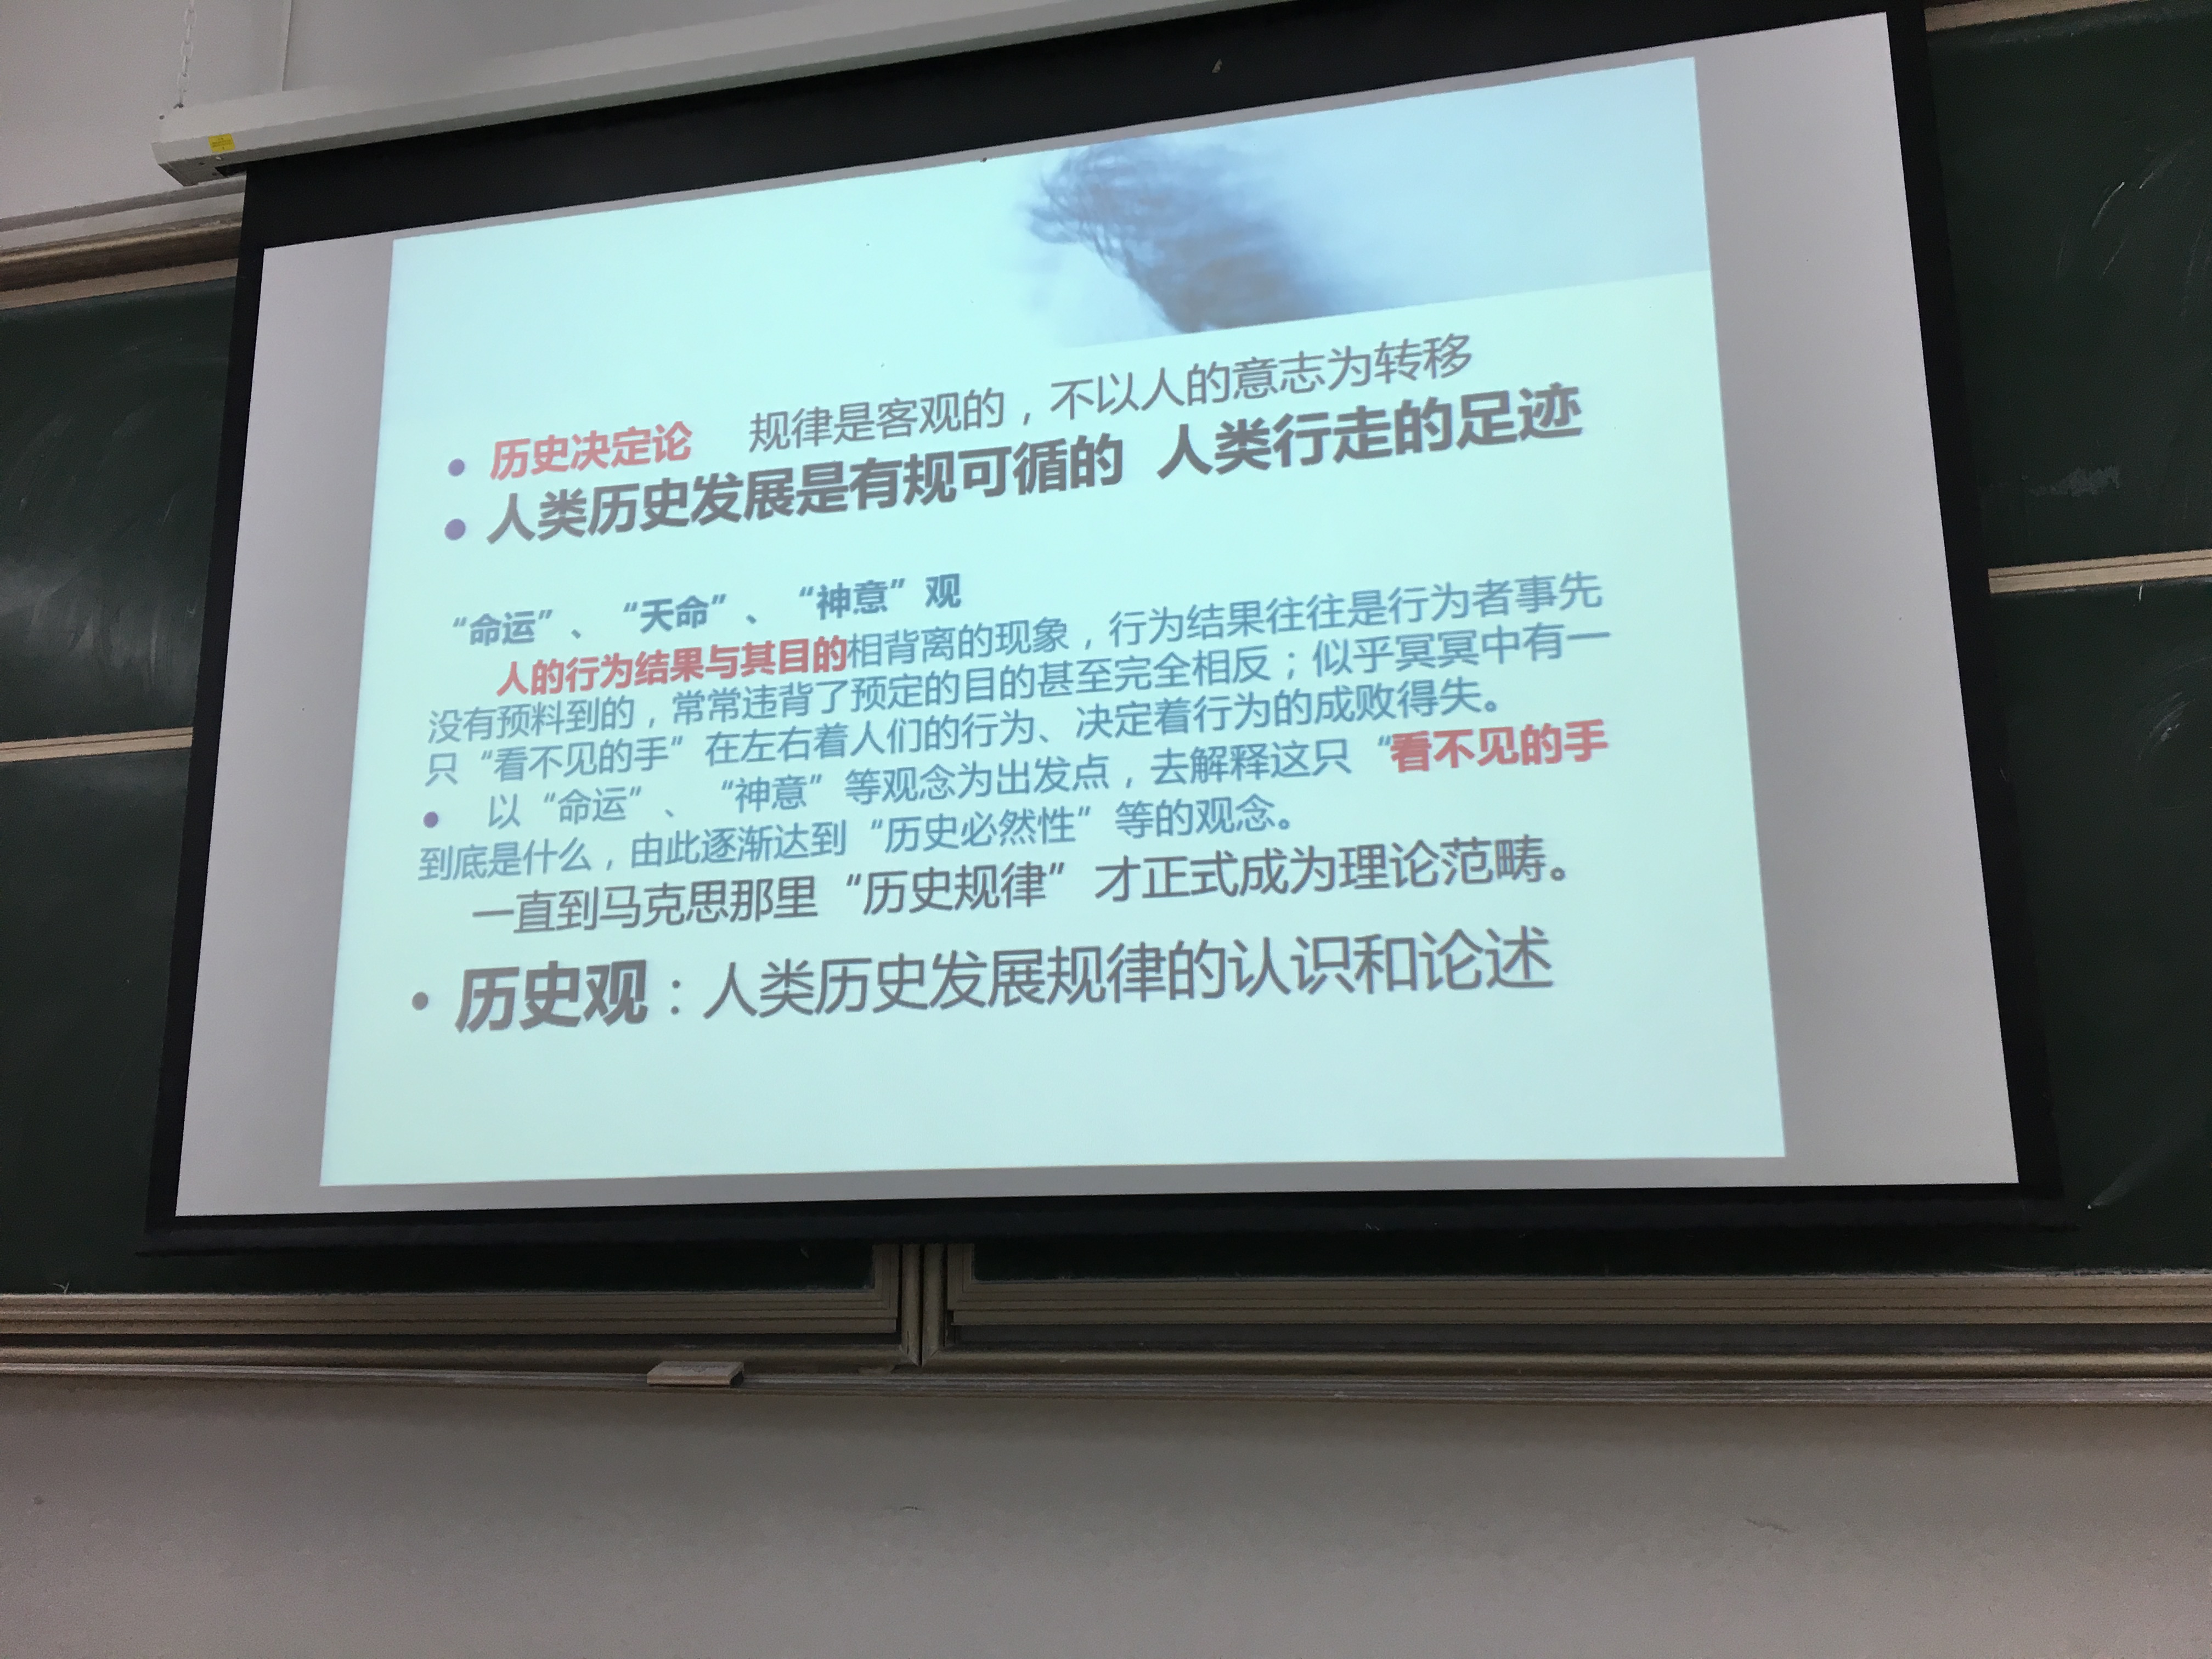 历史决定论 规律是客观的，不以人的意志为转移
人类历史发展是有规可循的 人类行走的足迹
“命运”、“天命”、“神意”观
人的行为结果与其目的相背离的现象，行为结果往往是行为者事先
没有预料到的，常常违背了预定的目的甚至完全相反；似乎冥冥中有一
只“看不见的手”在左右着人们的行为、决定着行为的成败得失。
以“命运”、“神意”等观念为出发点，去解释这只“看不见的手
到底是什么，由此逐渐达到“历史必然性”等的观念。
一直到马克思那里“历史规律”才正式成为理论范畴。
历史观：人类历史发展规律的认识和论述